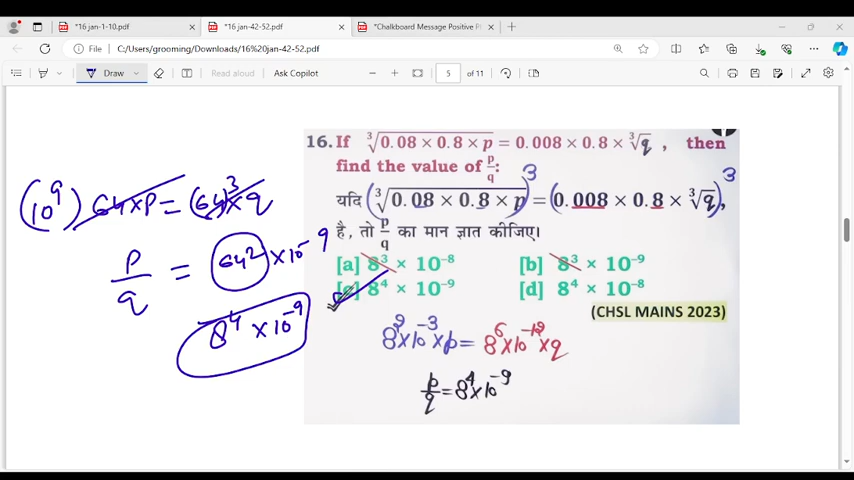 *16 jan-1-10.pdf
*16 jan-42-52.pdf
*Chalkboard Message Positive Pl
File
C:/Users/grooming/Downloads/16%20jan-42-52.pdf
Draw
Read aloud
Ask Copilot
5
of 11
16. If ∛(0.08 × 0.8 × p) = 0.008 × 0.8 × ∛q , then
find the value of p/q:
यदि (∛(0.08 × 0.8 × p))³ = (0.008 × 0.8 × ∛q)³,
है, तो p/q का मान ज्ञात कीजिए।
[a] 8³ × 10⁻⁸ [b] 8³ × 10⁻⁹
[c] 8⁴ × 10⁻⁹ [d] 8⁴ × 10⁻⁸
(CHSL MAINS 2023)
8² × 10⁻³ × p = 8⁶ × 10⁻¹² × q
p/q = 8⁴ × 10⁻⁹
(10⁹) 64 × p = (64)³ × q
p/q = 64² × 10⁻⁹
8⁴ × 10⁻⁹